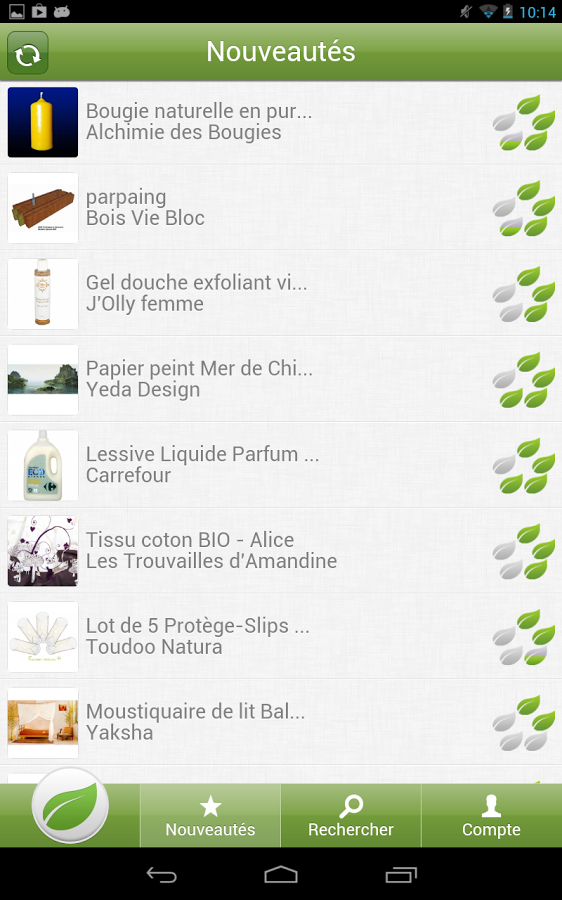 10:14
Nouveautés
Bougie naturelle en pur...
Alchimie des Bougies
parpaing
Bois Vie Bloc
Gel douche exfoliant vi...
J'Olly femme
Papier peint Mer de Chi...
Yeda Design
Lessive Liquide Parfum ...
Carrefour
ECO
Tissu coton BIO - Alice
Les Trouvailles d'Amandine
Lot de 5 Protège-Slips ...
Toudoo Natura
Moustiquaire de lit Bal...
Yaksha
Nouveautés
Rechercher
Compte